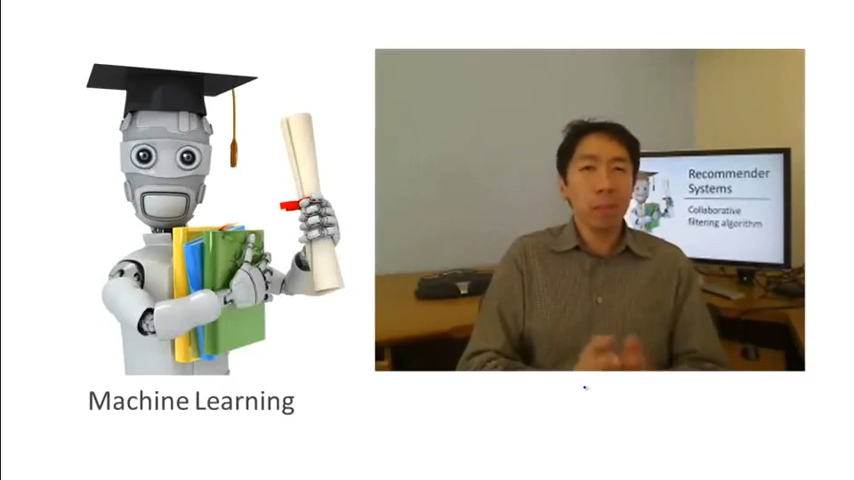 Machine Learning
Recommender
Systems
Collaborative
filtering algorithm